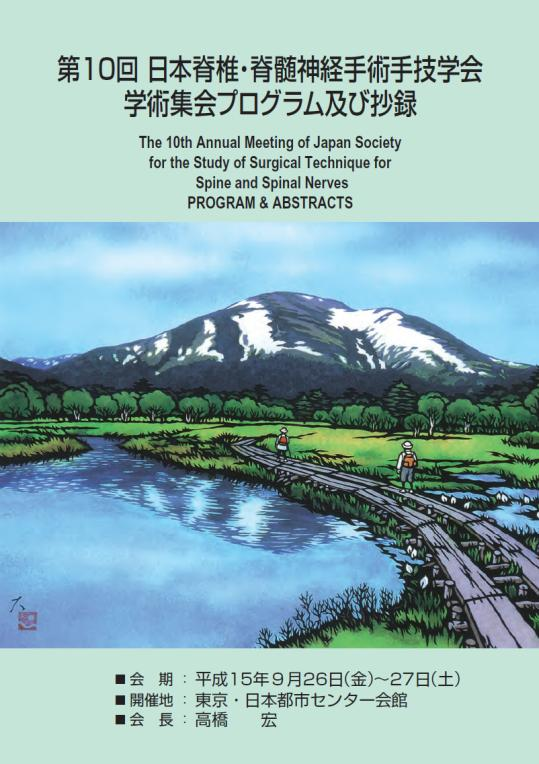 第10回 日本脊椎・脊髄神経手術手技学会
学術集会プログラム及び抄録
The 10th Annual Meeting of Japan Society
for the Study of Surgical Technique for
Spine and Spinal Nerves
PROGRAM & ABSTRACTS
■ 会　期 ： 平成15年9月26日(金)～27日(土)
■ 開催地 ： 東京・日本都市センター会館
■ 会　長 ： 高橋　　宏